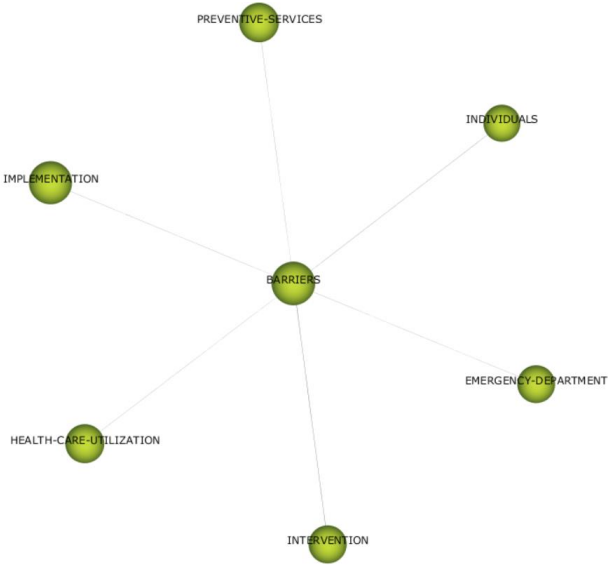 PREVENTIVE-SERVICES
INDIVIDUALS
IMPLEMENTATION
BARRIERS
EMERGENCY-DEPARTMENT
HEALTH-CARE-UTILIZATION
INTERVENTION